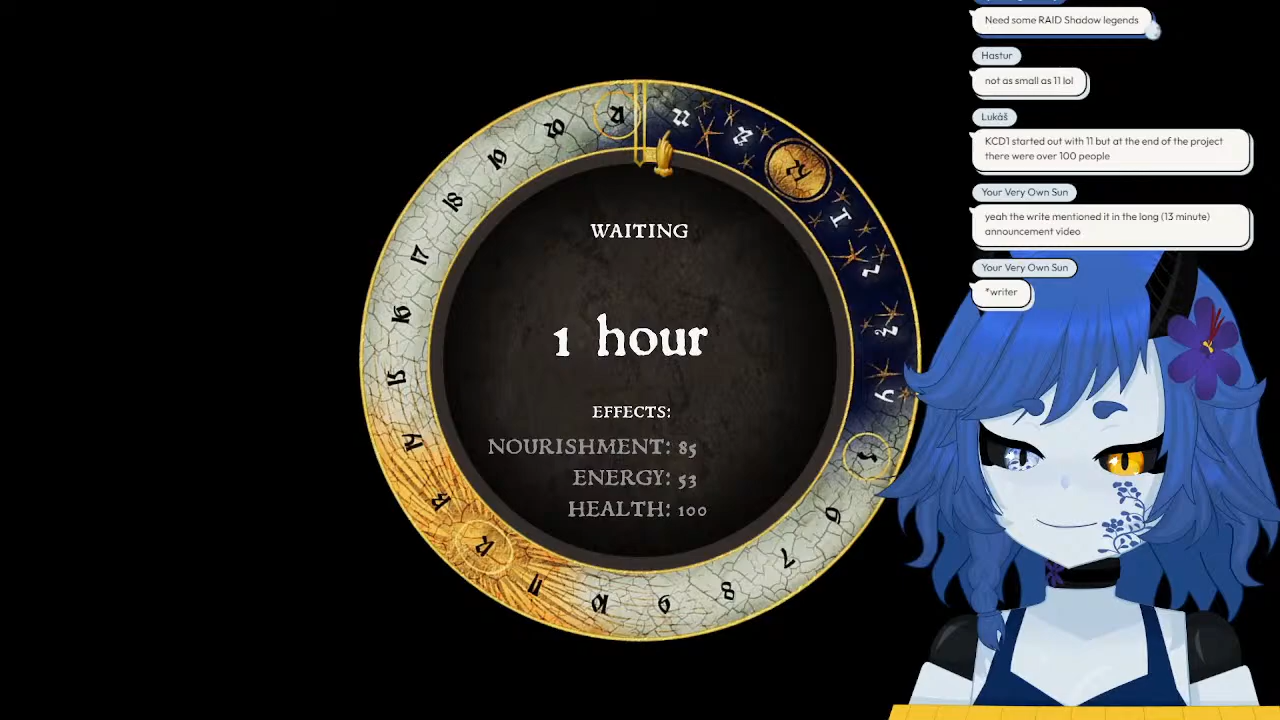 Need some RAID Shadow legends
Hastur
not as small as 11 lol
Lukáš
KCD1 started out with 11 but at the end of the project
there were over 100 people
Your Very Own Sun
yeah the write mentioned it in the long (13 minute)
announcement video
Your Very Own Sun
*writer
WAITING
1 hour
EFFECTS:
NOURISHMENT: 85
ENERGY: 53
HEALTH: 100